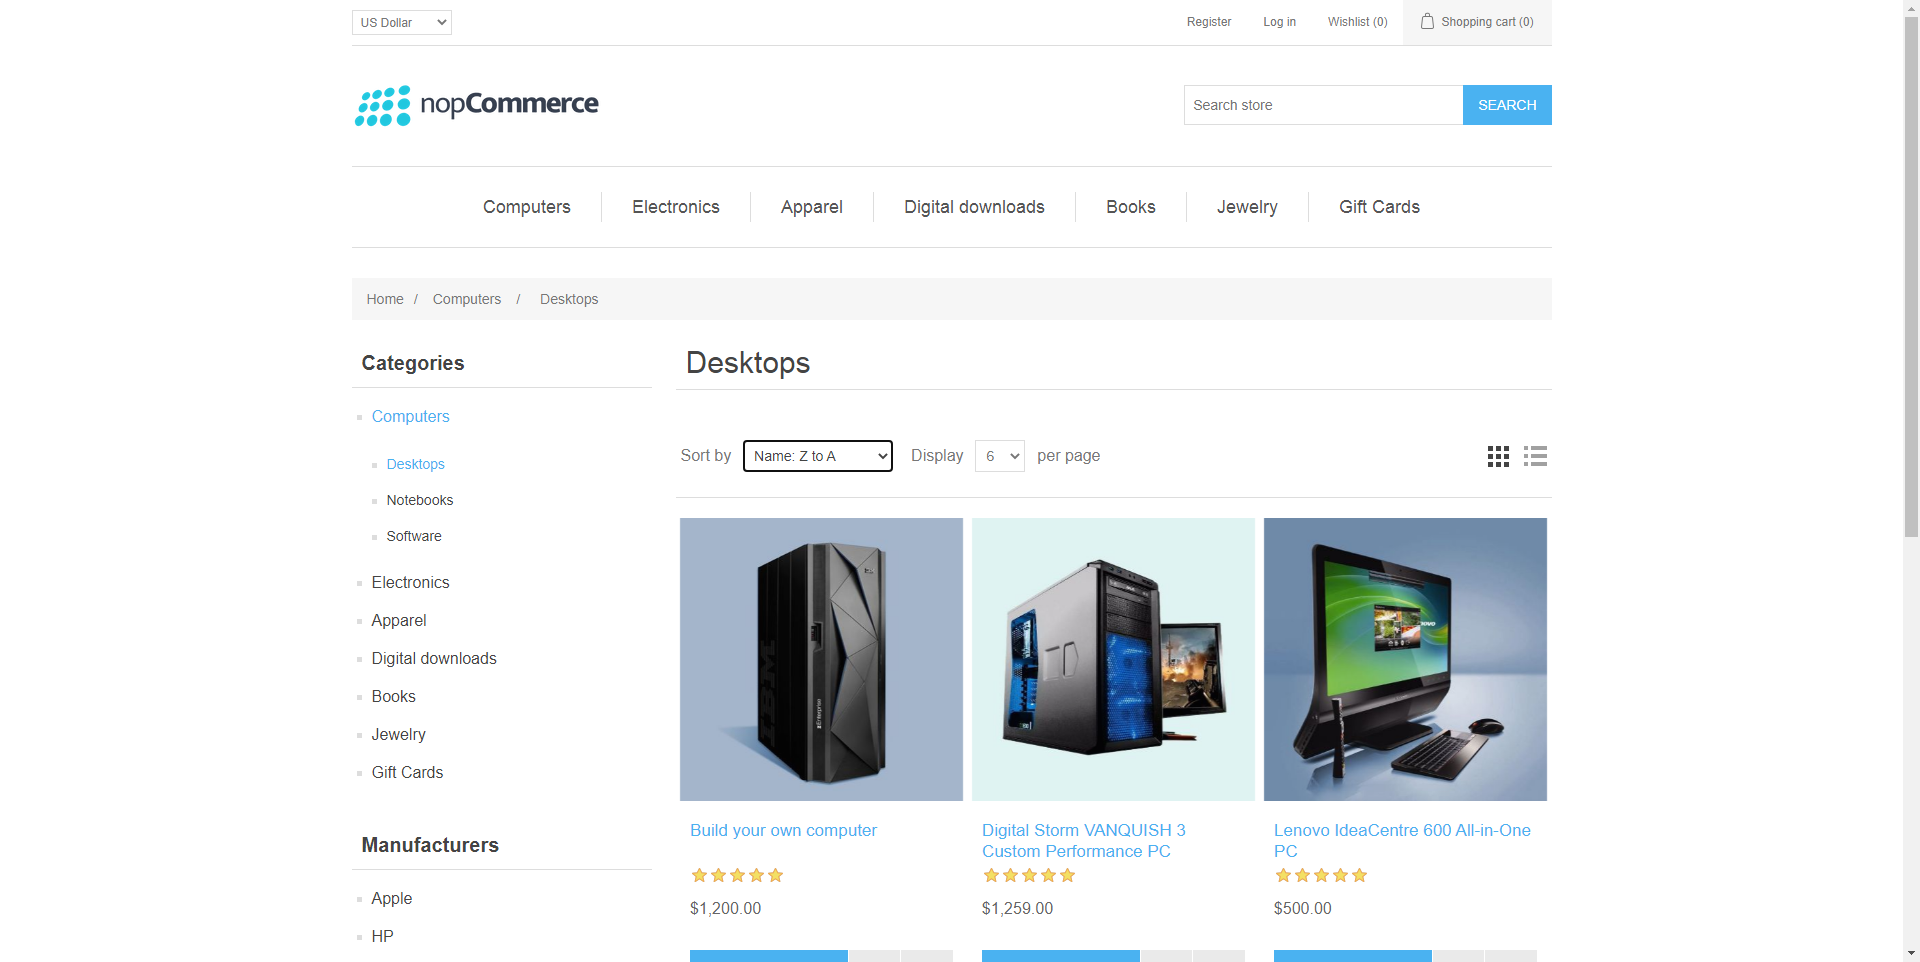 US Dollar
Register
Log in
Wishlist (0)
Shopping cart (0)
nopCommerce
Search store
SEARCH
Computers
Electronics
Apparel
Digital downloads
Books
Jewelry
Gift Cards
Home / Computers / Desktops
Categories
Computers
Desktops
Notebooks
Software
Electronics
Apparel
Digital downloads
Books
Jewelry
Gift Cards
Manufacturers
Apple
HP
Desktops
Sort by Name: Z to A Display 6 per page
IBM
Enterprise
Build your own computer
$1,200.00
Digital Storm VANQUISH 3
Custom Performance PC
$1,259.00
Lenovo IdeaCentre 600 All-in-One
PC
$500.00